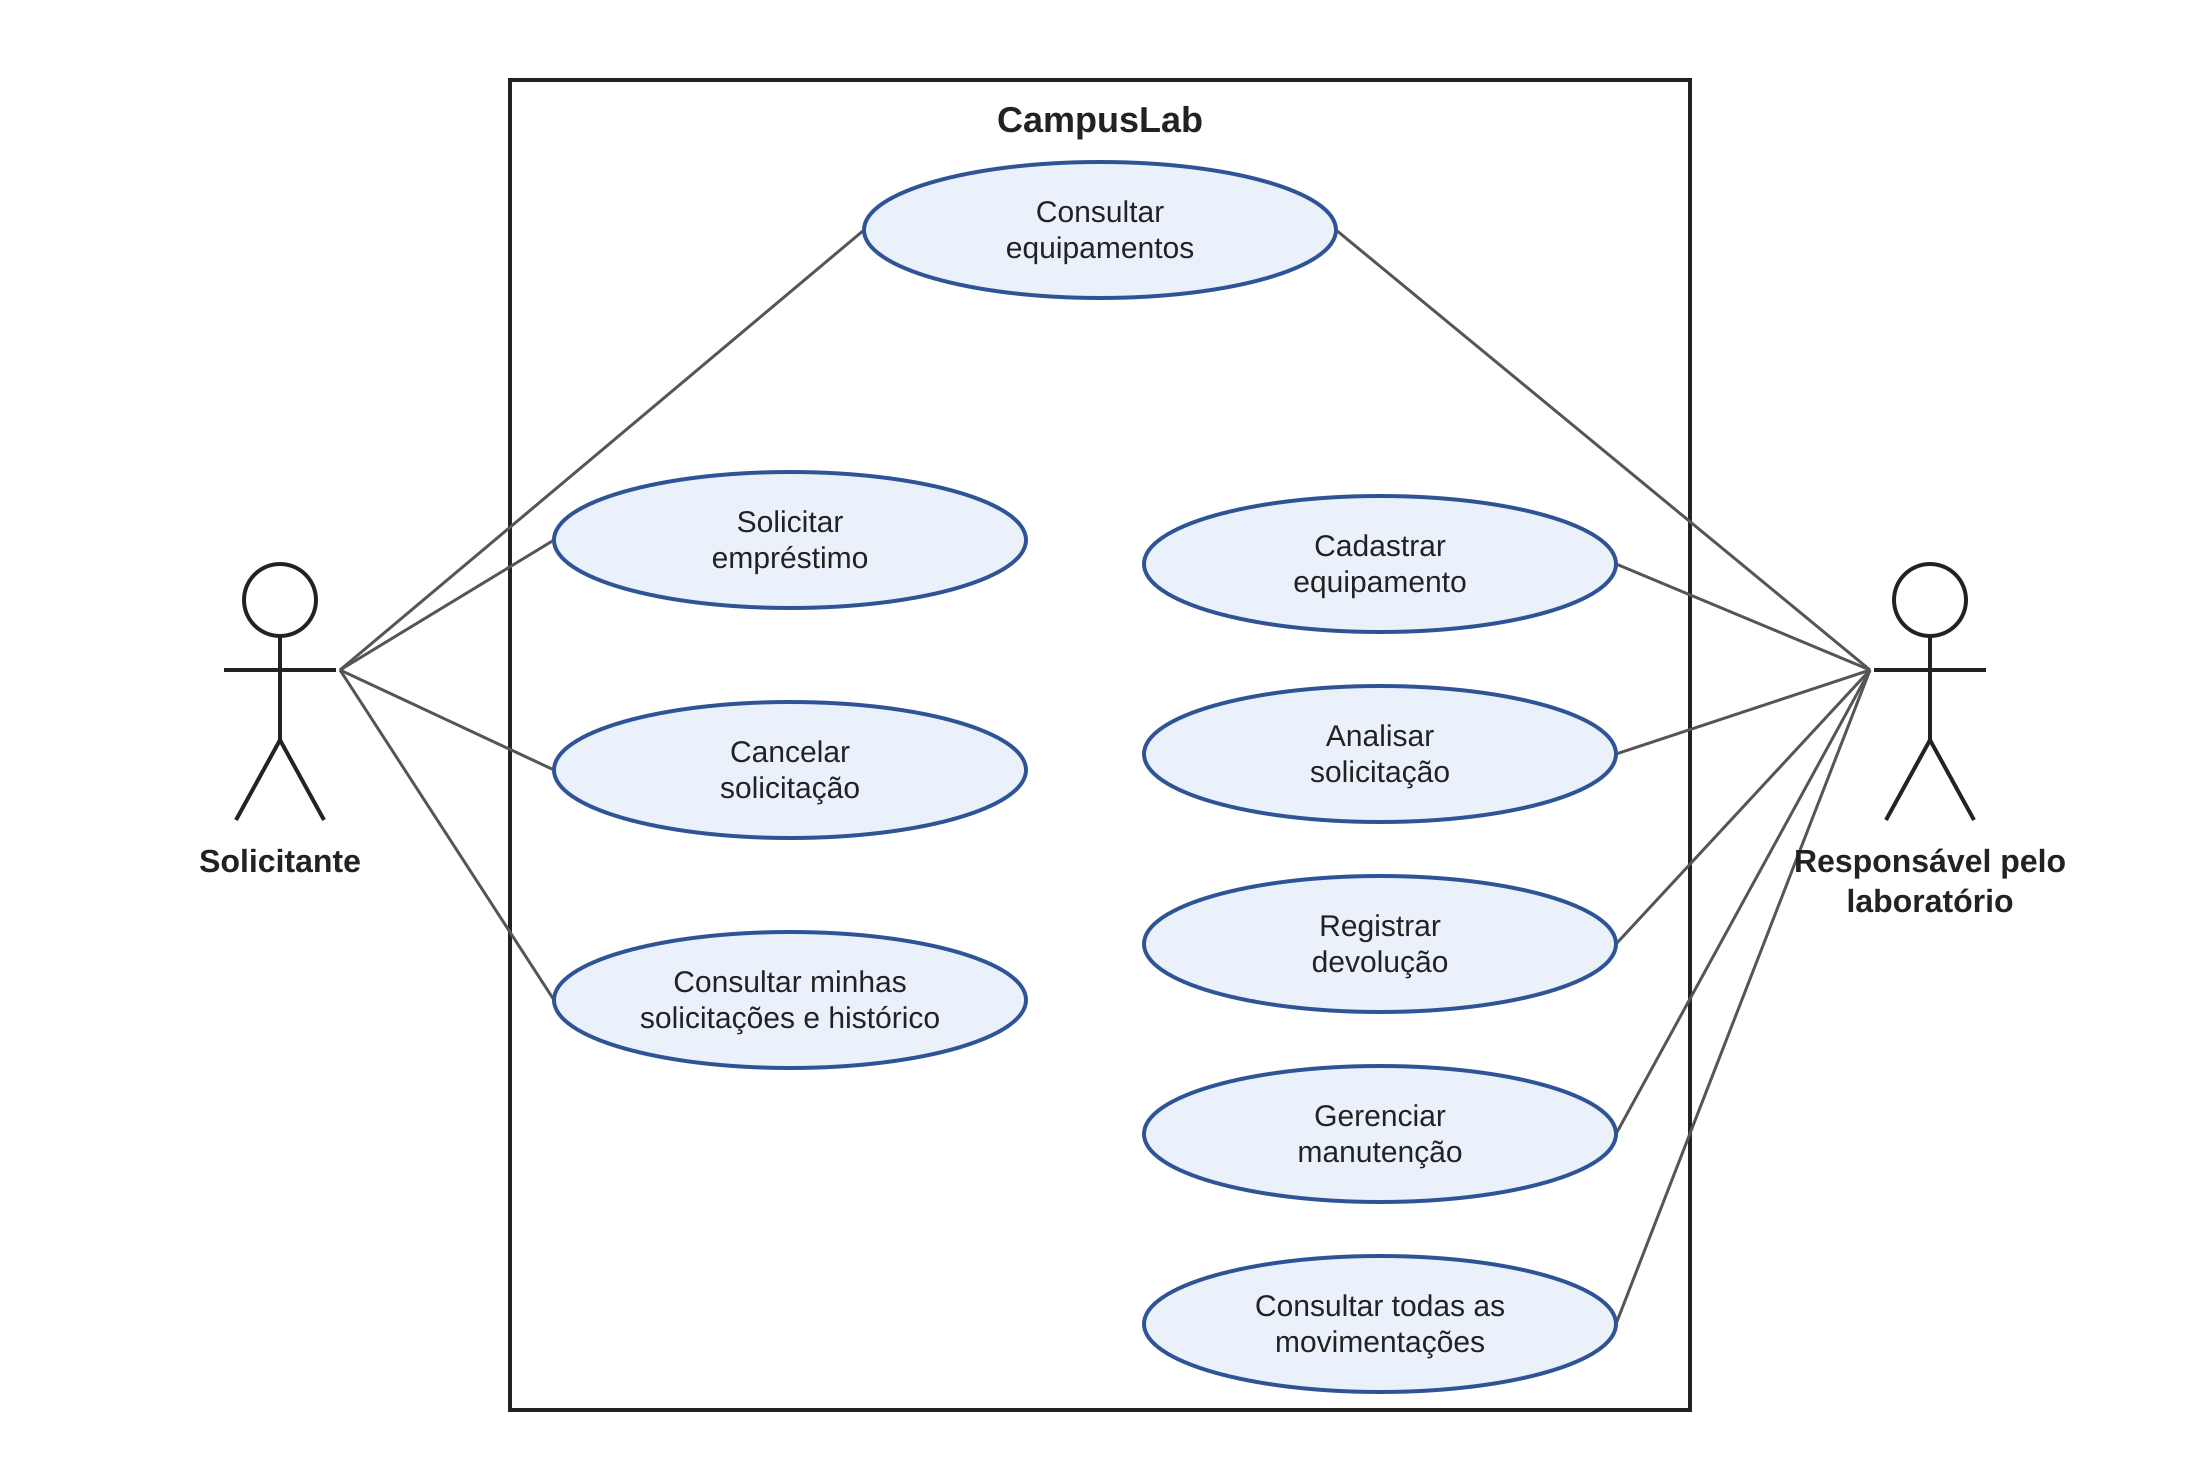 CampusLab
Consultar
equipamentos
Solicitar
empréstimo
Cadastrar
equipamento
Cancelar
solicitação
Analisar
solicitação
Solicitante
Responsável pelo
laboratório
Registrar
devolução
Consultar minhas
solicitações e histórico
Gerenciar
manutenção
Consultar todas as
movimentações